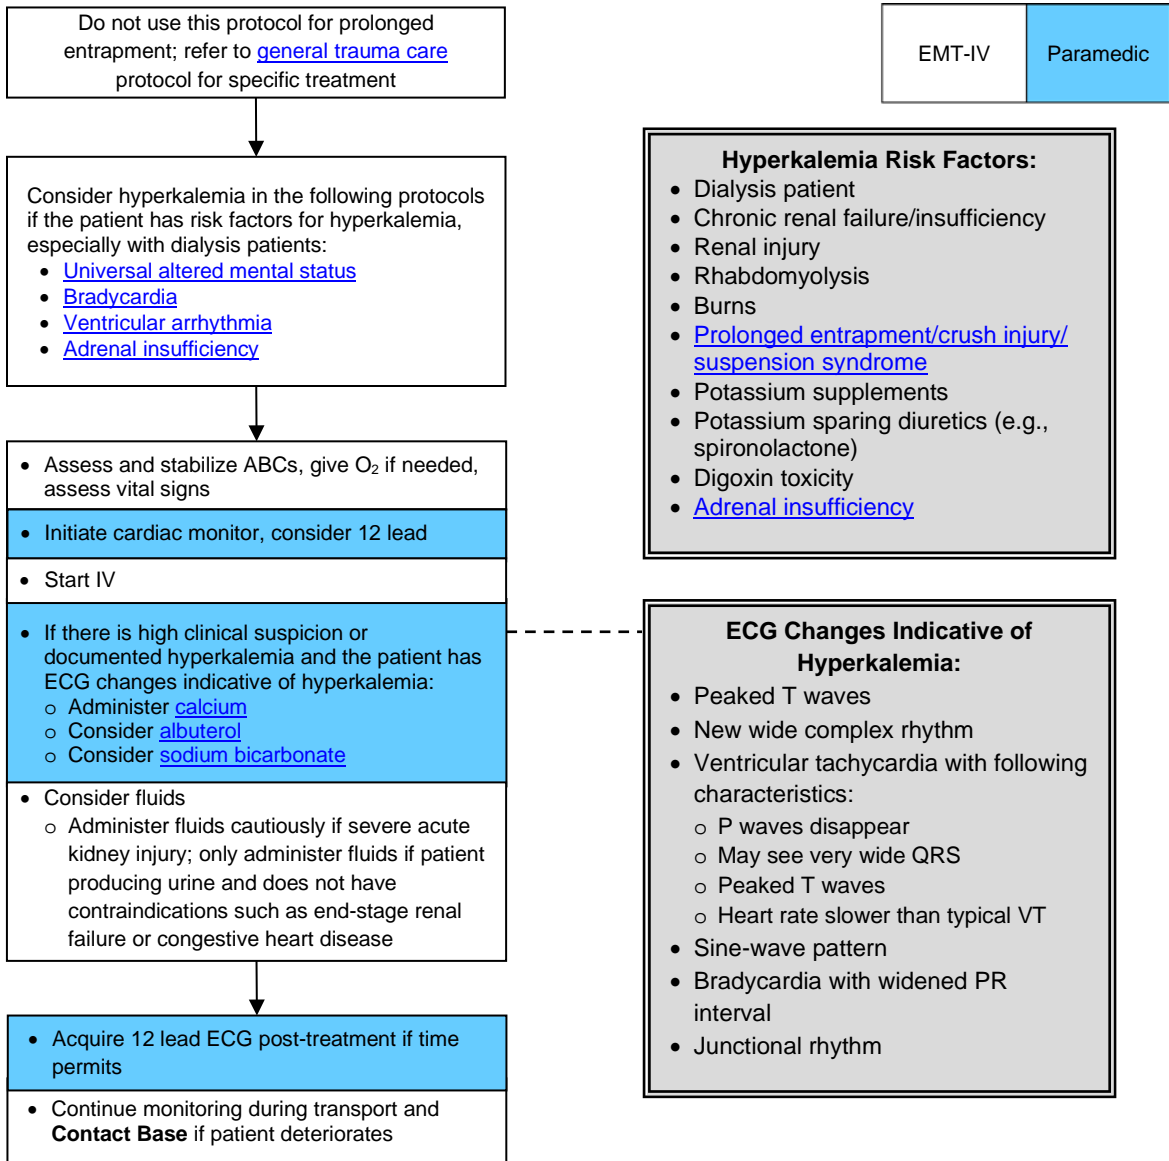 Do not use this protocol for prolonged
entrapment; refer to general trauma care
protocol for specific treatment
EMT-IV
Paramedic
Consider hyperkalemia in the following protocols
if the patient has risk factors for hyperkalemia,
especially with dialysis patients:
• Universal altered mental status
• Bradycardia
• Ventricular arrhythmia
• Adrenal insufficiency
• Assess and stabilize ABCs, give O₂ if needed,
assess vital signs
• Initiate cardiac monitor, consider 12 lead
• Start IV
• If there is high clinical suspicion or
documented hyperkalemia and the patient has
ECG changes indicative of hyperkalemia:
o Administer calcium
o Consider albuterol
o Consider sodium bicarbonate
• Consider fluids
o Administer fluids cautiously if severe acute
kidney injury; only administer fluids if patient
producing urine and does not have
contraindications such as end-stage renal
failure or congestive heart disease
• Acquire 12 lead ECG post-treatment if time
permits
• Continue monitoring during transport and
Contact Base if patient deteriorates
Hyperkalemia Risk Factors:
• Dialysis patient
• Chronic renal failure/insufficiency
• Renal injury
• Rhabdomyolysis
• Burns
• Prolonged entrapment/crush injury/
suspension syndrome
• Potassium supplements
• Potassium sparing diuretics (e.g.,
spironolactone)
• Digoxin toxicity
• Adrenal insufficiency
ECG Changes Indicative of
Hyperkalemia:
• Peaked T waves
• New wide complex rhythm
• Ventricular tachycardia with following
characteristics:
o P waves disappear
o May see very wide QRS
o Peaked T waves
o Heart rate slower than typical VT
• Sine-wave pattern
• Bradycardia with widened PR
interval
• Junctional rhythm